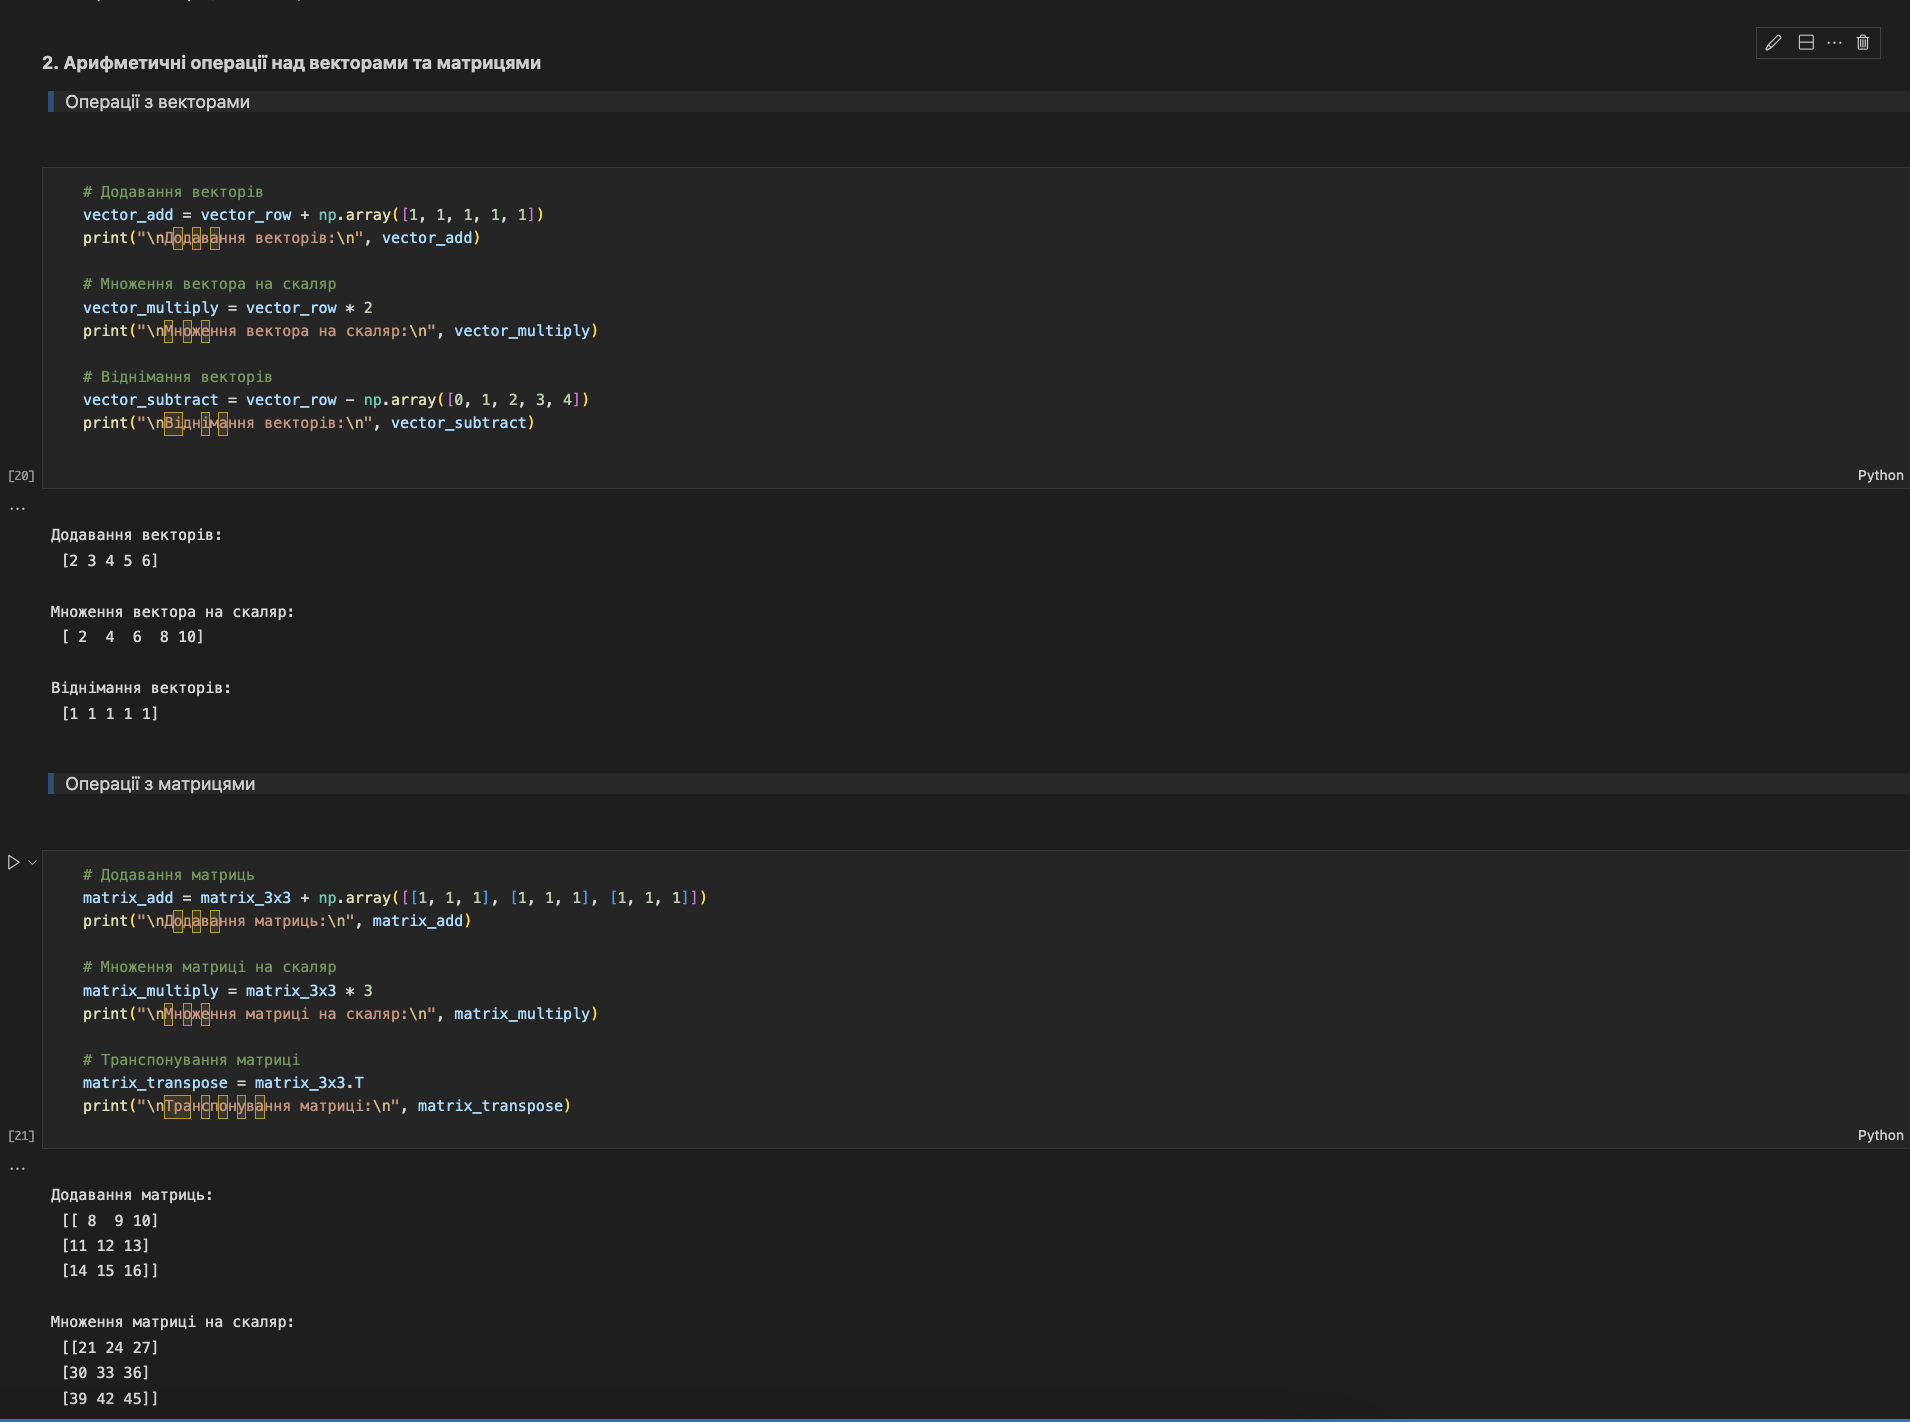 2. Арифметичні операції над векторами та матрицями
Операції з векторами
# Додавання векторів
vector_add = vector_row + np.array([1, 1, 1, 1, 1])
print("\nДодавання векторів:\n", vector_add)
# Множення вектора на скаляр
vector_multiply = vector_row * 2
print("\nМноження вектора на скаляр:\n", vector_multiply)
# Віднімання векторів
vector_subtract = vector_row - np.array([0, 1, 2, 3, 4])
print("\nВіднімання векторів:\n", vector_subtract)
[20]
Python
...
Додавання векторів:
[2 3 4 5 6]
Множення вектора на скаляр:
[ 2  4  6  8 10]
Віднімання векторів:
[1 1 1 1 1]
Операції з матрицями
# Додавання матриць
matrix_add = matrix_3x3 + np.array([[1, 1, 1], [1, 1, 1], [1, 1, 1]])
print("\nДодавання матриць:\n", matrix_add)
# Множення матриці на скаляр
matrix_multiply = matrix_3x3 * 3
print("\nМноження матриці на скаляр:\n", matrix_multiply)
# Транспонування матриці
matrix_transpose = matrix_3x3.T
print("\nТранспонування матриці:\n", matrix_transpose)
[21]
Python
...
Додавання матриць:
[[ 8  9 10]
[11 12 13]
[14 15 16]]
Множення матриці на скаляр:
[[21 24 27]
[30 33 36]
[39 42 45]]